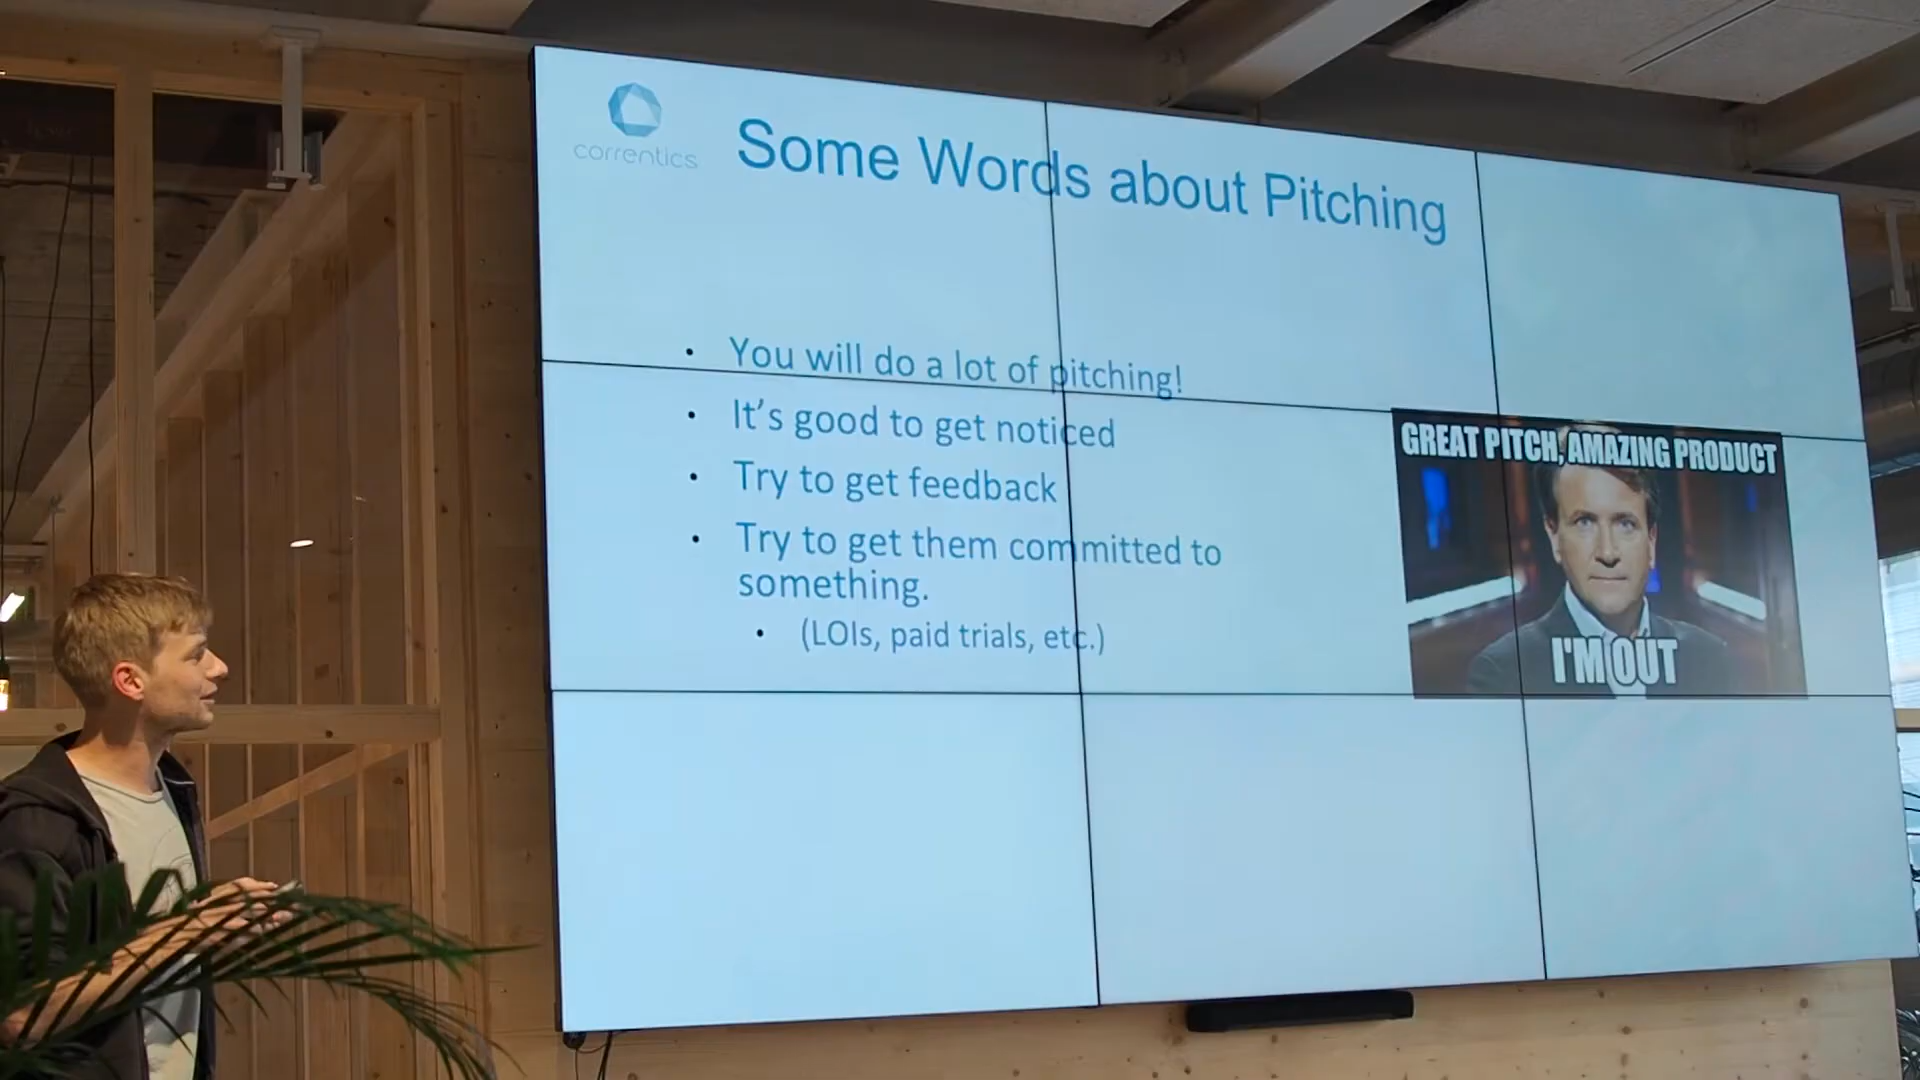 correntics
Some Words about Pitching
• You will do a lot of pitching!
• It's good to get noticed
• Try to get feedback
• Try to get them committed to
something.
• (LOIs, paid trials, etc.)
GREAT PITCH, AMAZING PRODUCT
I'M OUT